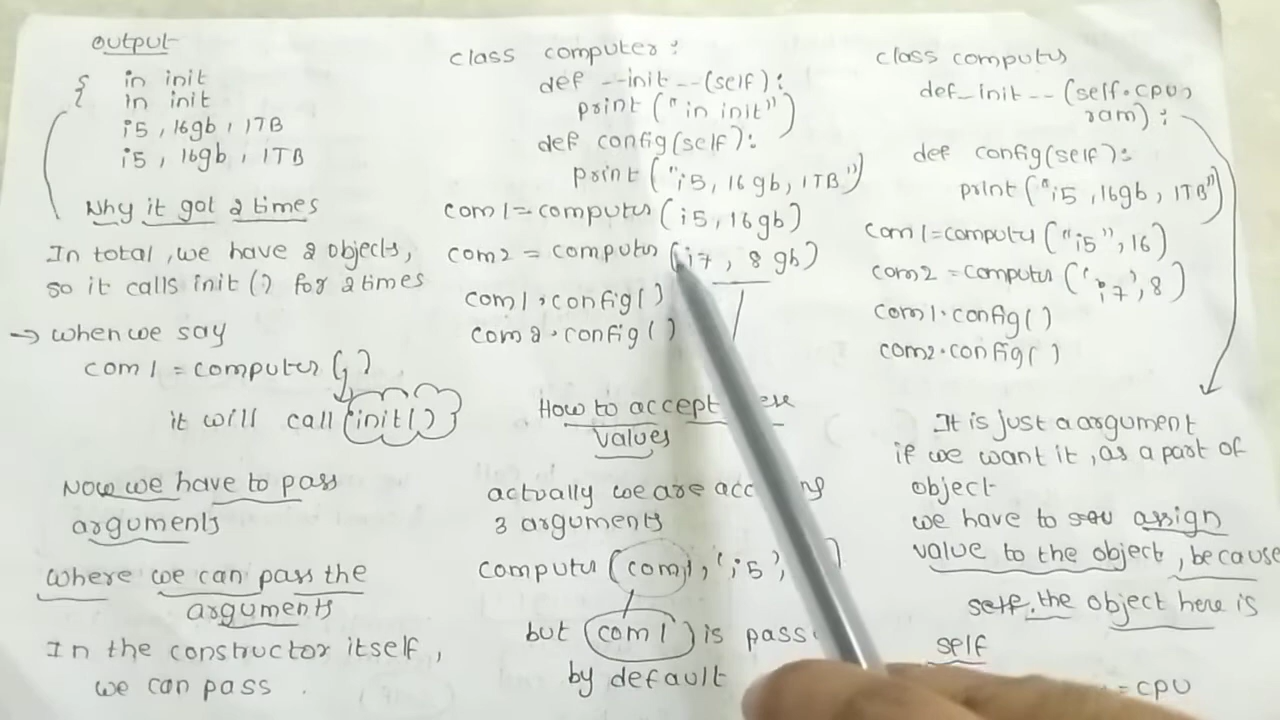 output
{ in init
in init
i5, 16gb, 1TB
i5, 16gb, 1TB
Why it got 2 times
In total, we have 2 objects,
so it calls init() for 2 times
→ when we say
com1 = computer ( , )
it will call init()
Now we have to pass
arguments
where we can pass the
arguments
In the constructor itself,
we can pass .
class computer:
def __init__(self):
print("in init")
def config(self):
print("i5, 16gb, 1TB")
com1=computer(i5, 16gb)
com2 = computer (i7, 8gb)
com1.config()
com2.config()
How to accept
values
actually we are
3 arguments
computer (com1, 'i5',
but com1 is
by default
class computer
def_init__(self.cpu,
ram):
def config(self):
print("i5, 16gb, 1TB")
com1=computer("i5", 16)
com2 =computer('i7', 8)
com1.config()
com2.config()
It is just a argument
if we want it, as a part of
object
we have to assign
value to the object, because
self. the object here is
self
= cpu